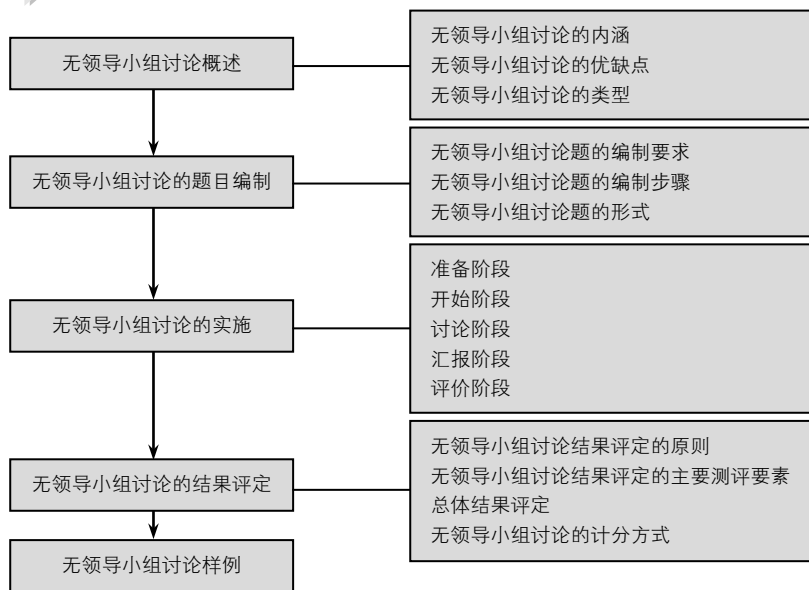 无领导小组讨论概述
无领导小组讨论的内涵
无领导小组讨论的优缺点
无领导小组讨论的类型
无领导小组讨论的题目编制
无领导小组讨论题的编制要求
无领导小组讨论题的编制步骤
无领导小组讨论题的形式
无领导小组讨论的实施
准备阶段
开始阶段
讨论阶段
汇报阶段
评价阶段
无领导小组讨论的结果评定
无领导小组讨论结果评定的原则
无领导小组讨论结果评定的主要测评要素
总体结果评定
无领导小组讨论的计分方式
无领导小组讨论样例